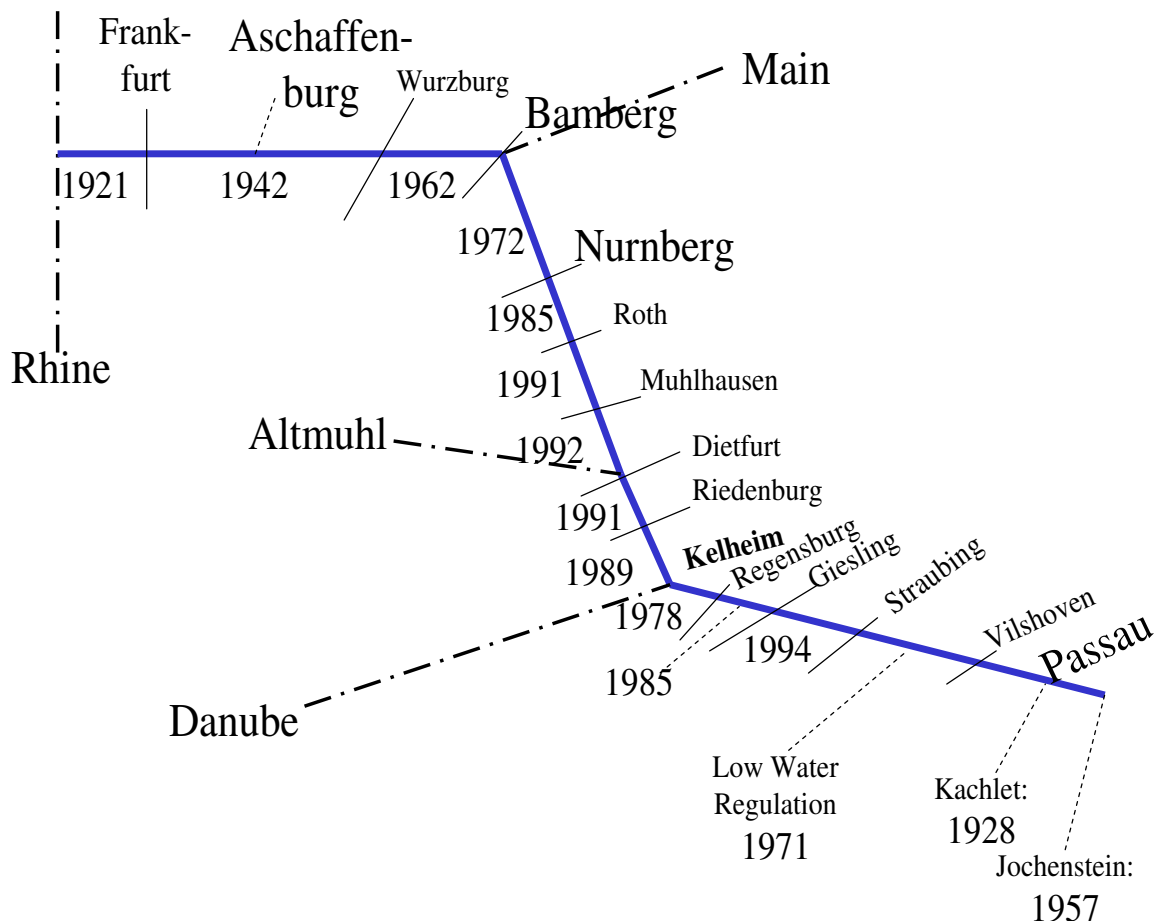 Frank-
furt
Aschaffen-
burg
Wurzburg
Bamberg
Main
1921
1942
1962
1972
Nurnberg
1985
Roth
Rhine
1991
Muhlhausen
Altmuhl
1992
Dietfurt
1991
Riedenburg
1989
Kelheim
Regensburg
Giesling
Straubing
Vilshoven
Passau
1978
1994
1985
Danube
Low Water
Regulation
1971
Kachlet:
1928
Jochenstein:
1957